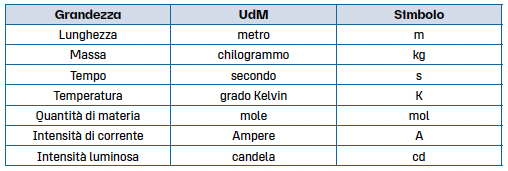 Grandezza UdM Simbolo
Lunghezza metro m
Massa chilogrammo kg
Tempo secondo s
Temperatura grado Kelvin K
Quantità di materia mole mol
Intensità di corrente Ampere A
Intensità luminosa candela cd